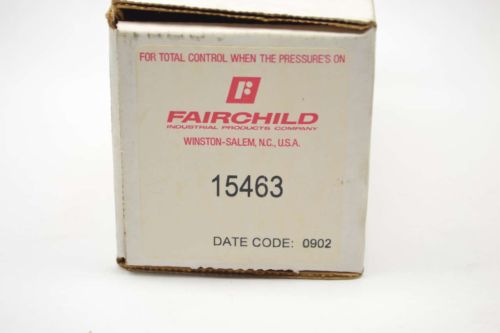 FOR TOTAL CONTROL WHEN THE PRESSURE'S ON
FAIRCHILD
INDUSTRIAL PRODUCTS COMPANY
WINSTON-SALEM, N.C., U.S.A.
15463
DATE CODE: 0902